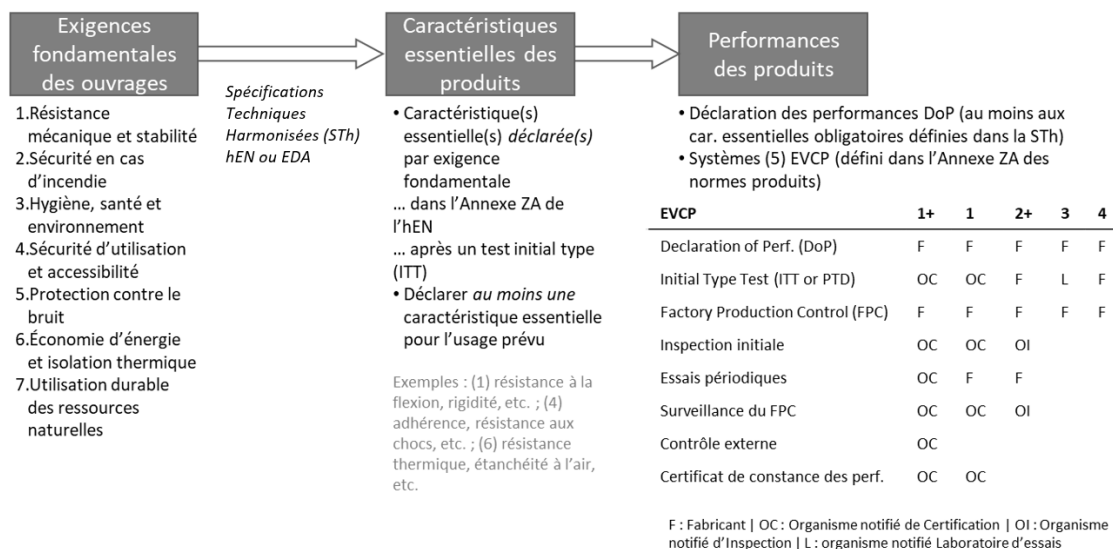 Exigences
fondamentales
des ouvrages
Spécifications
Techniques
Harmonisées (STh)
hEN ou EDA
Caractéristiques
essentielles des
produits
Performances
des produits
1.Résistance
mécanique et stabilité
2.Sécurité en cas
d'incendie
3.Hygiène, santé et
environnement
4.Sécurité d'utilisation
et accessibilité
5.Protection contre le
bruit
6.Économie d'énergie
et isolation thermique
7.Utilisation durable
des ressources
naturelles
• Caractéristique(s)
essentielle(s) déclarée(s)
par exigence
fondamentale
... dans l'Annexe ZA de
l'hEN
... après un test initial type
(ITT)
• Déclarer au moins une
caractéristique essentielle
pour l'usage prévu
Exemples : (1) résistance à la
flexion, rigidité, etc. ; (4)
adhérence, résistance aux
chocs, etc. ; (6) résistance
thermique, étanchéité à l'air,
etc.
• Déclaration des performances DoP (au moins aux
car. essentielles obligatoires définies dans la STh)
• Systèmes (5) EVCP (défini dans l'Annexe ZA des
normes produits)
EVCP 1+ 1 2+ 3 4
Declaration of Perf. (DoP) F F F F F
Initial Type Test (ITT or PTD) OC OC F L F
Factory Production Control (FPC) F F F F F
Inspection initiale OC OC OI
Essais périodiques OC F F
Surveillance du FPC OC OC OI
Contrôle externe OC
Certificat de constance des perf. OC OC
F : Fabricant | OC : Organisme notifié de Certification | OI : Organisme
notifié d'Inspection | L : organisme notifié Laboratoire d'essais